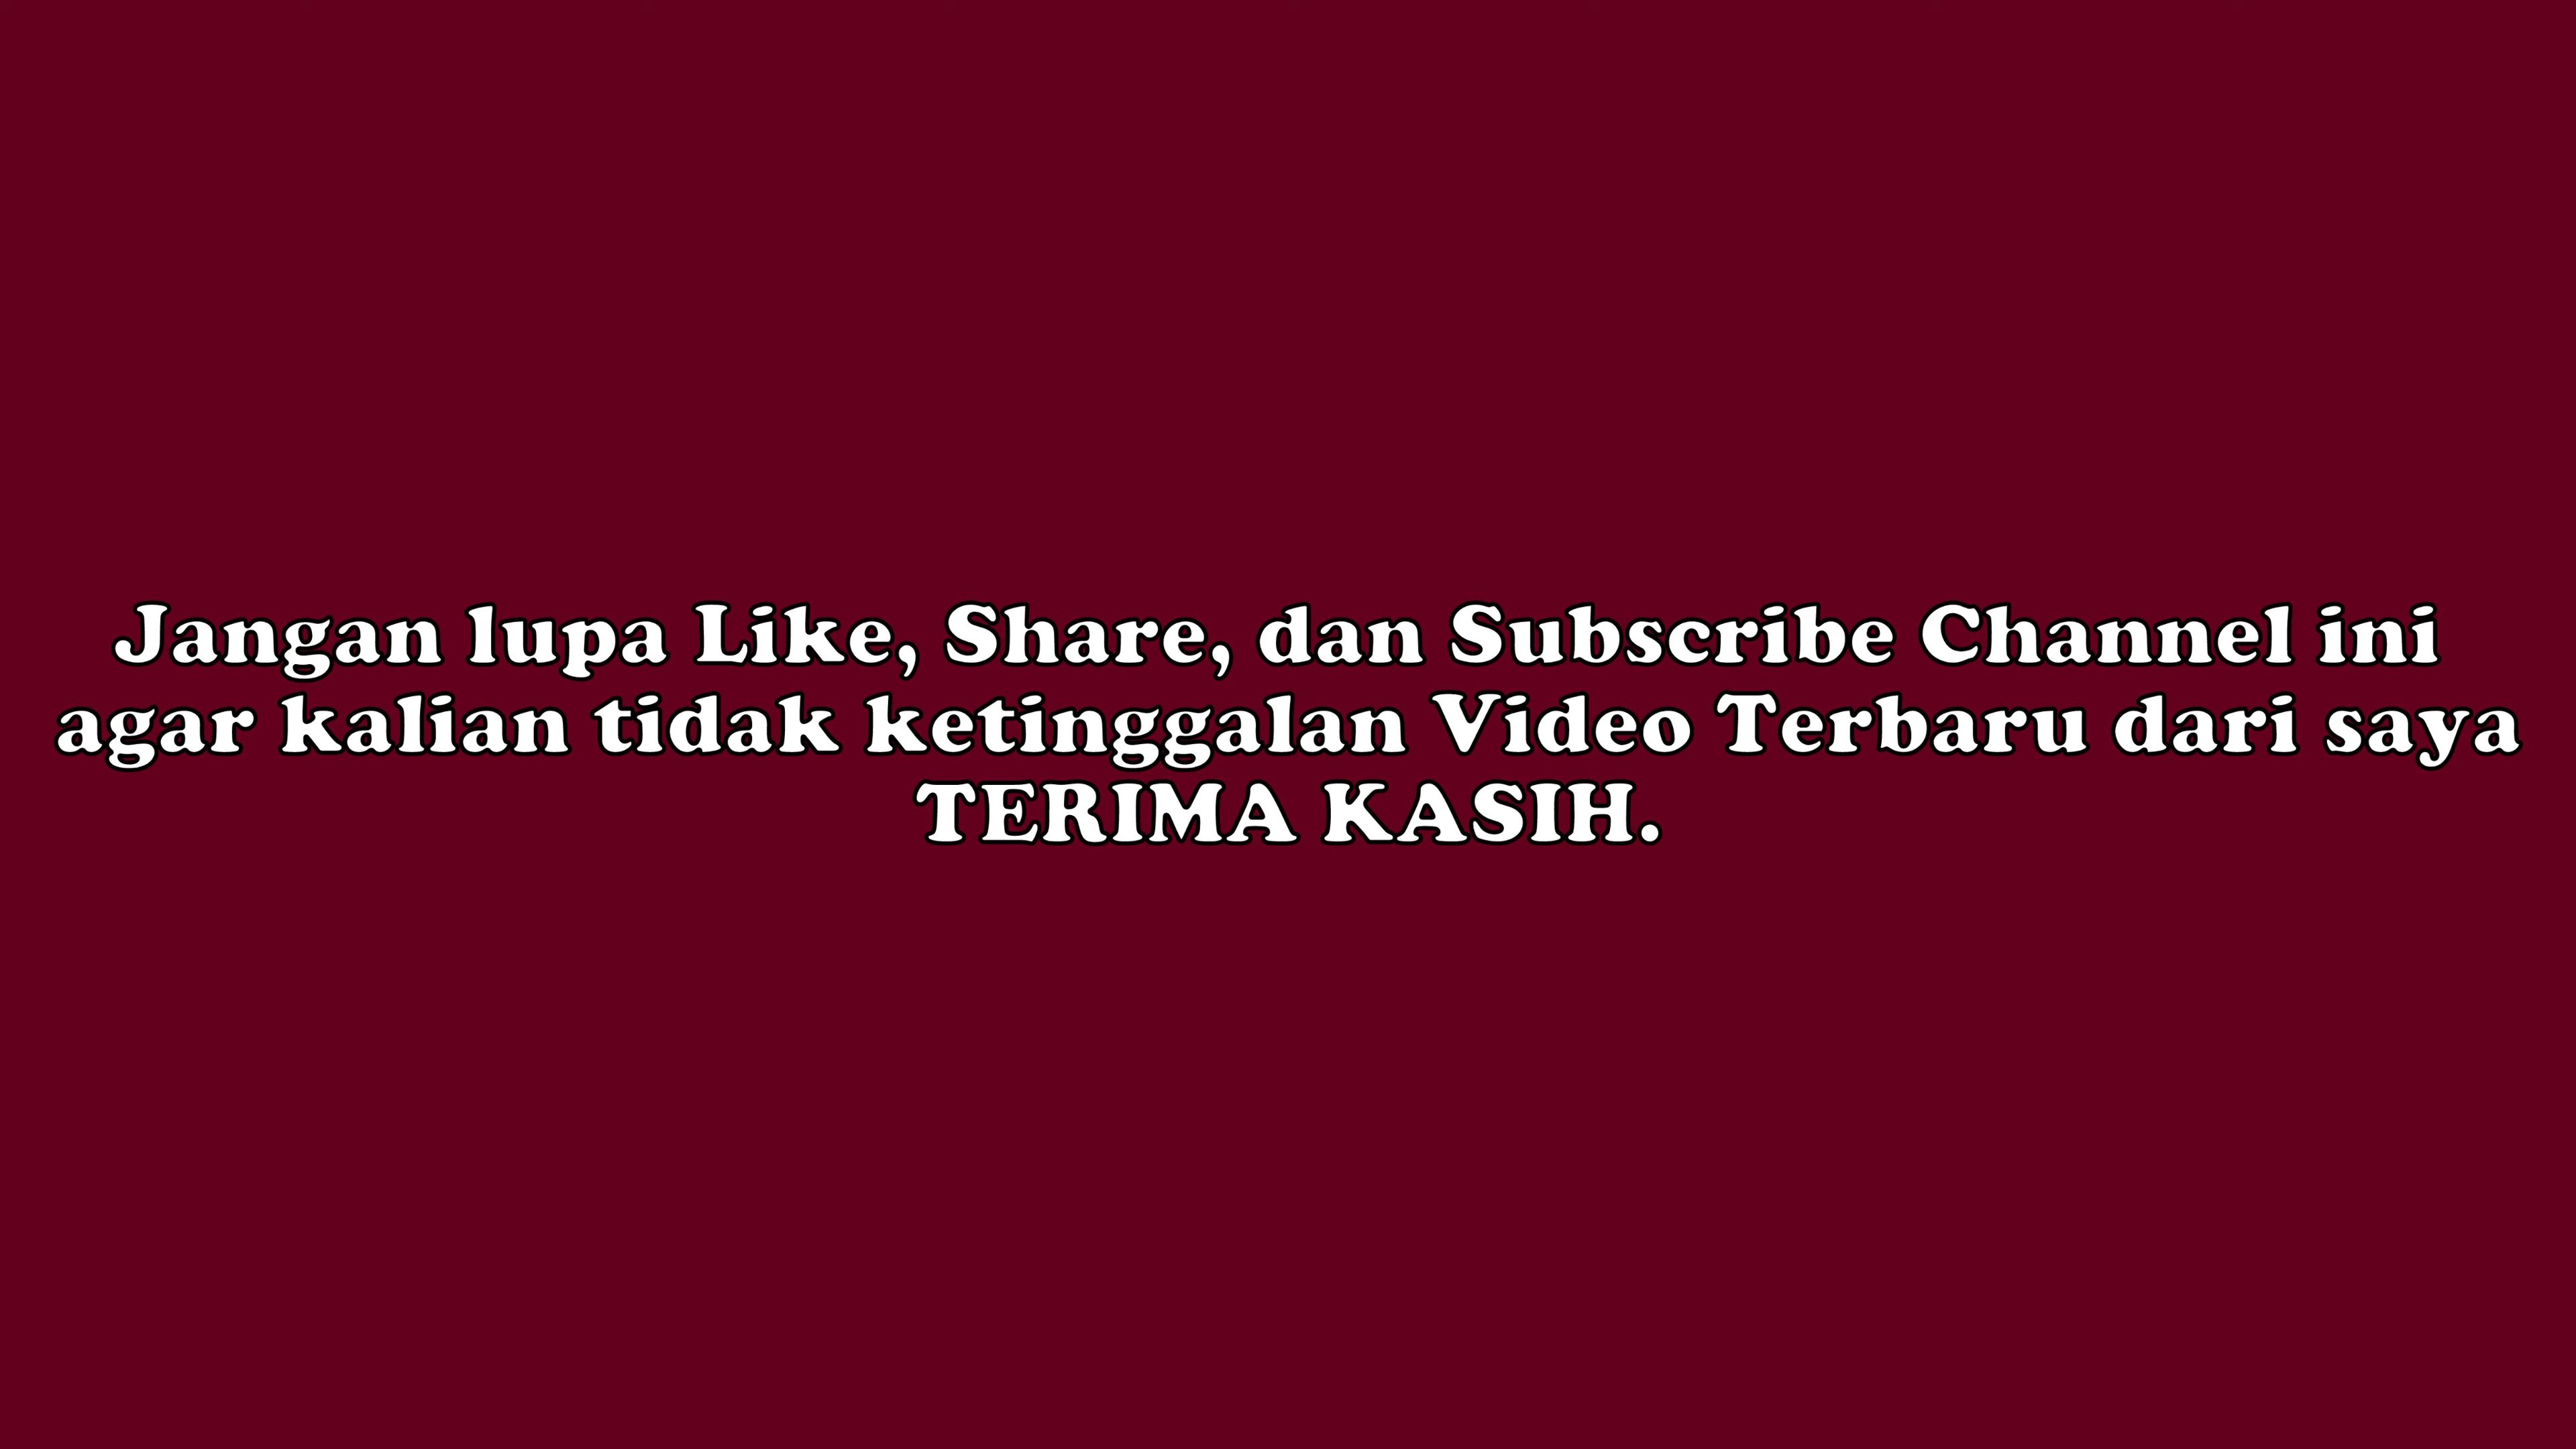 Jangan lupa Like, Share, dan Subscribe Channel ini
agar kalian tidak ketinggalan Video Terbaru dari saya
TERIMA KASIH.